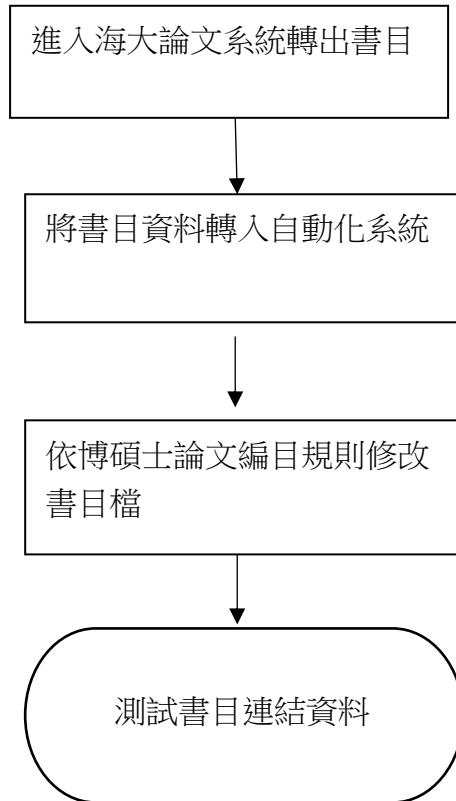 進入海大論文系統轉出書目
將書目資料轉入自動化系統
依博碩士論文編目規則修改
書目檔
測試書目連結資料